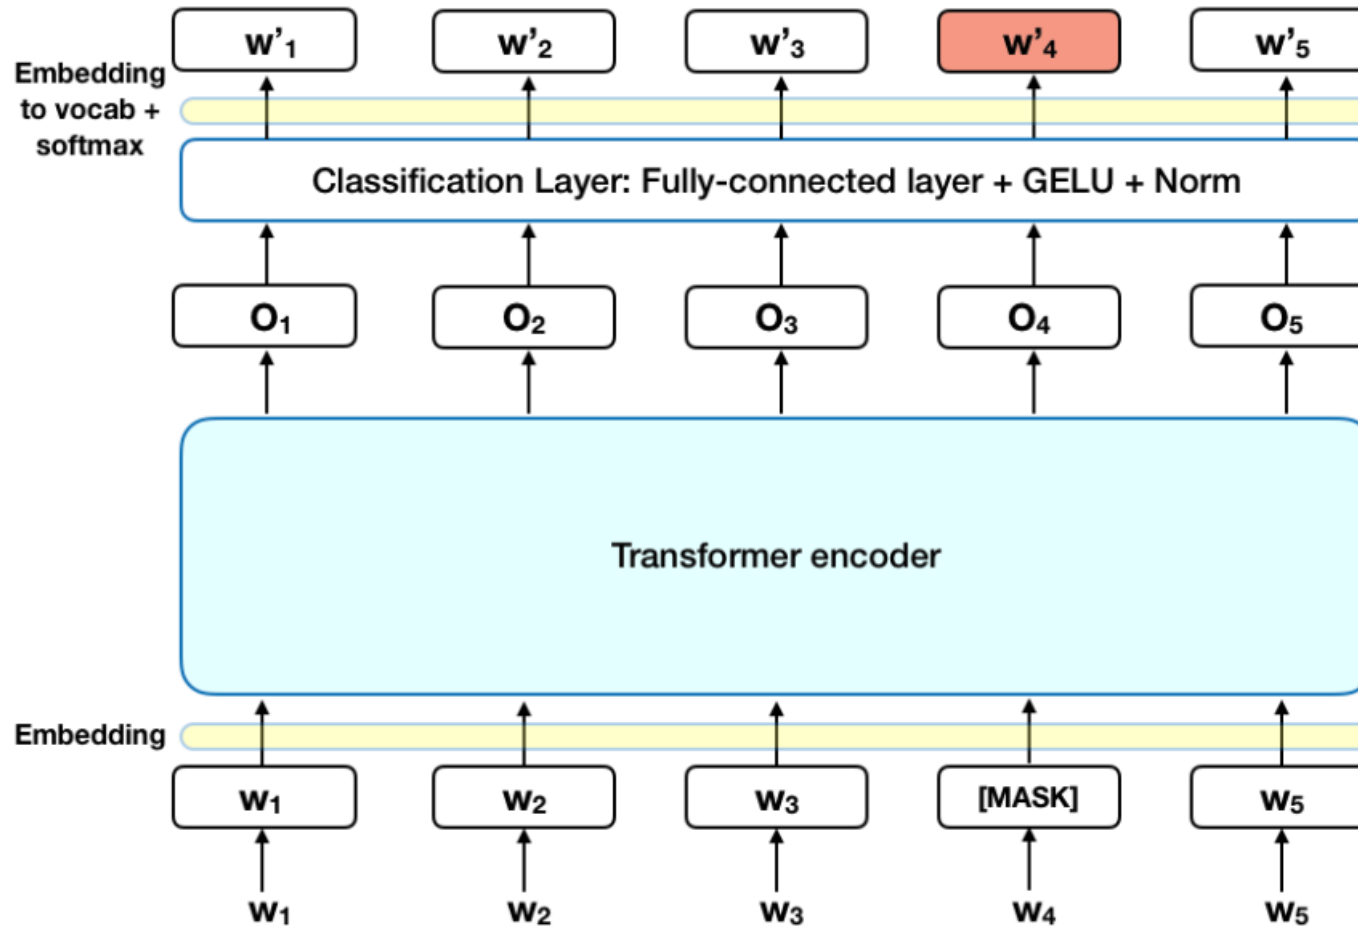 w’₁ w’₂ w’₃ w’₄ w’₅
Embedding
to vocab +
softmax
Classification Layer: Fully-connected layer + GELU + Norm
O₁ O₂ O₃ O₄ O₅
Transformer encoder
Embedding
w₁ w₂ w₃ [MASK] w₅
w₁ w₂ w₃ w₄ w₅